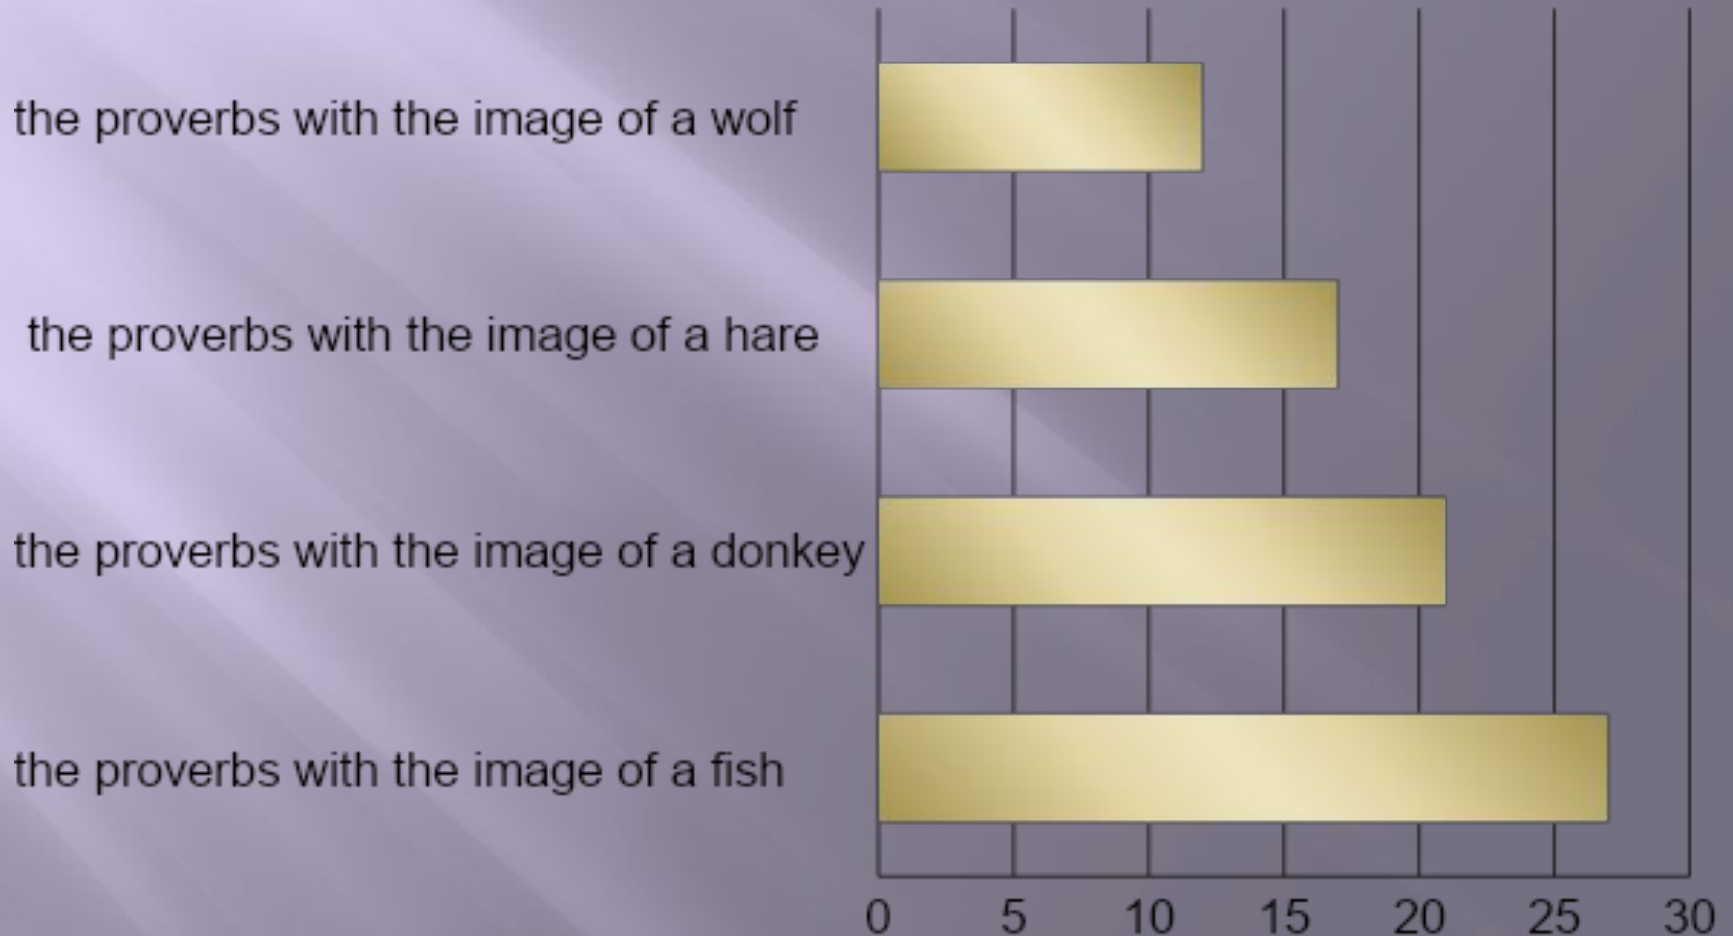 the proverbs with the image of a wolf
the proverbs with the image of a hare
the proverbs with the image of a donkey
the proverbs with the image of a fish
0 5 10 15 20 25 30